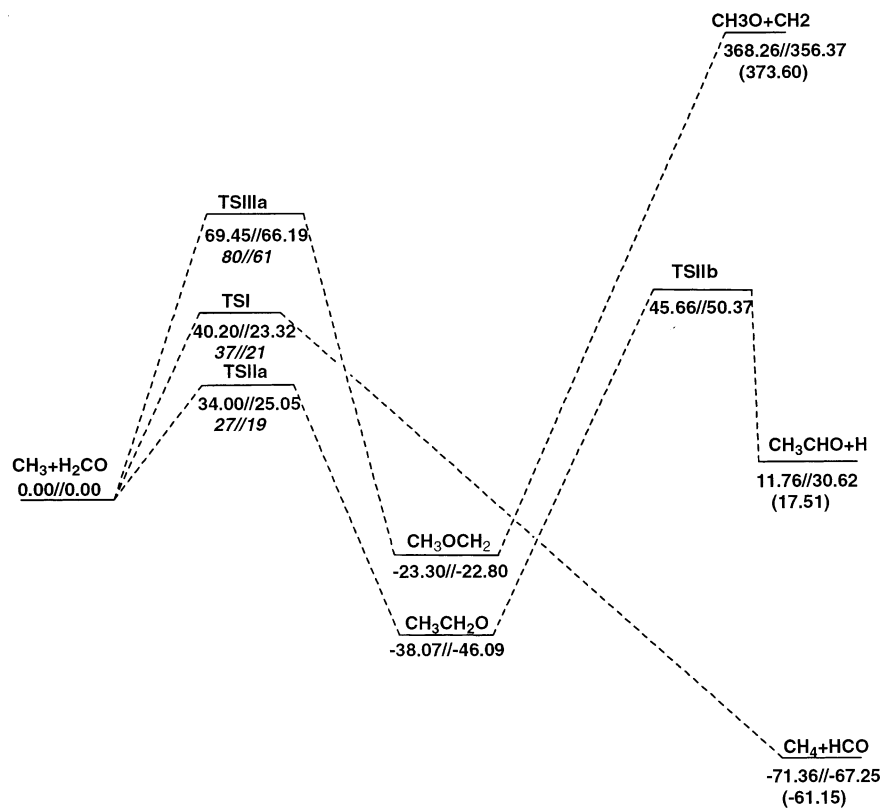 CH3O+CH2
368.26//356.37
(373.60)
TSIIIa
69.45//66.19
80//61
TSIIb
45.66//50.37
TSI
40.20//23.32
37//21
TSIIa
34.00//25.05
27//19
CH₃+H₂CO
0.00//0.00
CH₃CHO+H
11.76//30.62
(17.51)
CH₃OCH₂
-23.30//-22.80
CH₃CH₂O
-38.07//-46.09
CH₄+HCO
-71.36//-67.25
(-61.15)